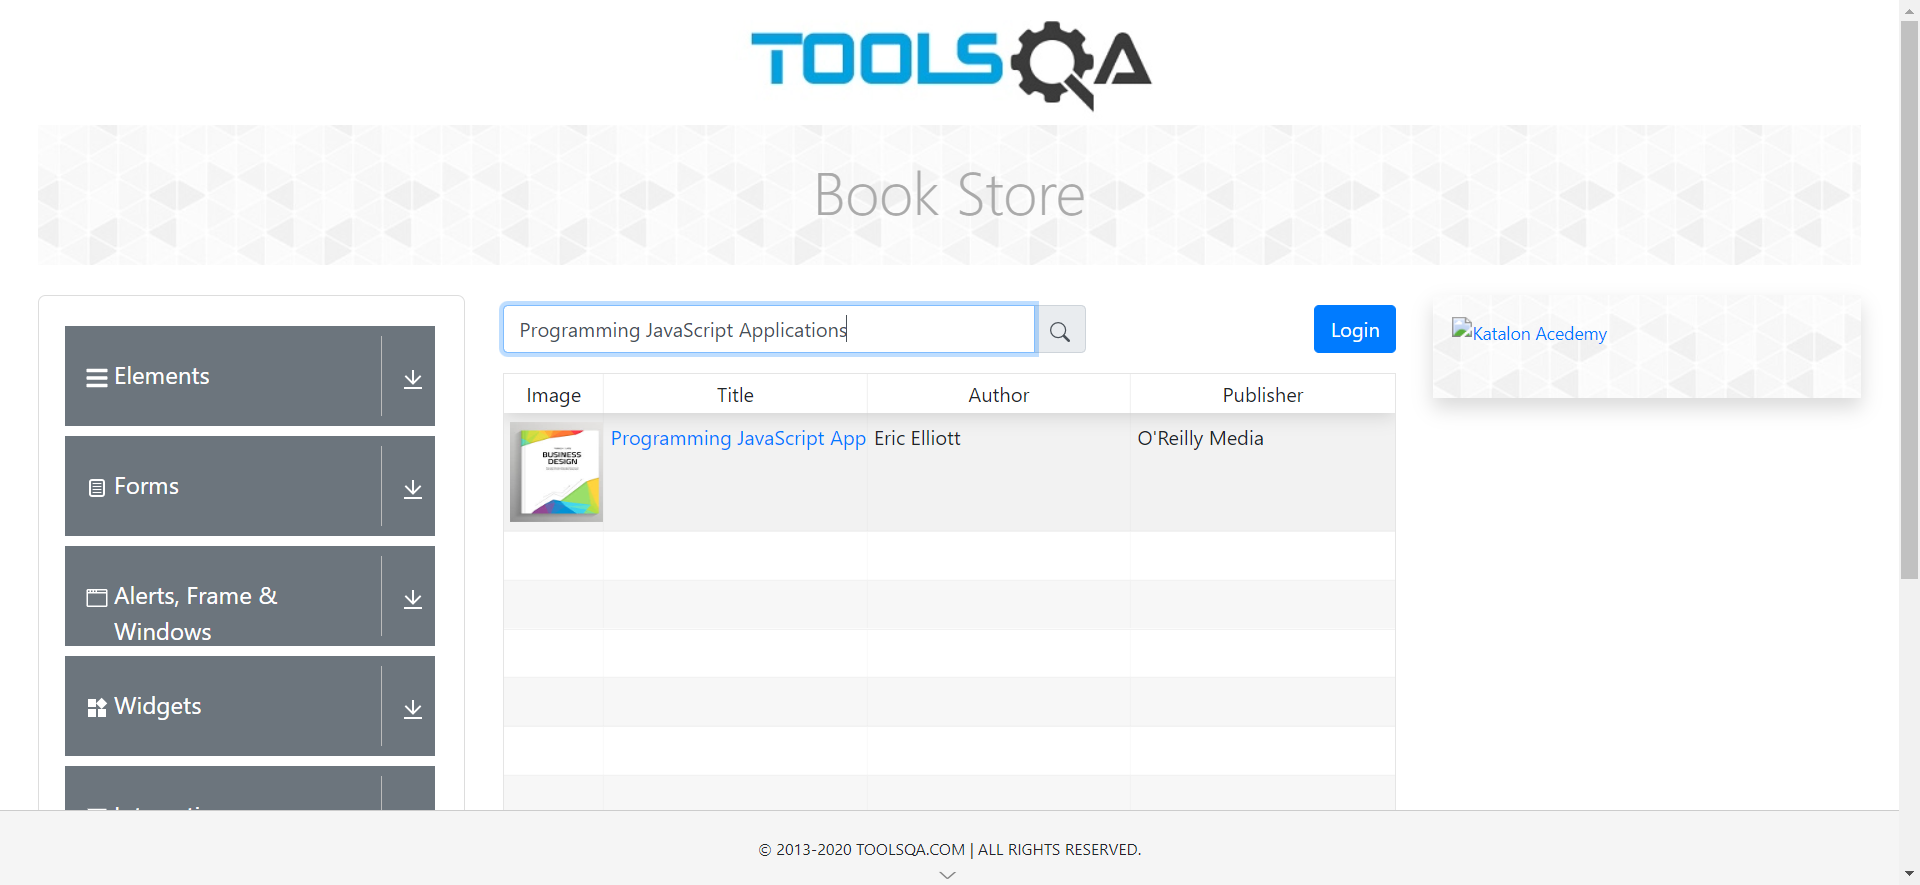 TOOLSQA
Book Store
Elements
Forms
Alerts, Frame &
Windows
Widgets
Programming JavaScript Applications
Login
Image Title Author Publisher
BUSINESS
DESIGN
Programming JavaScript App Eric Elliott O'Reilly Media
Katalon Acedemy
© 2013-2020 TOOLSQA.COM | ALL RIGHTS RESERVED.